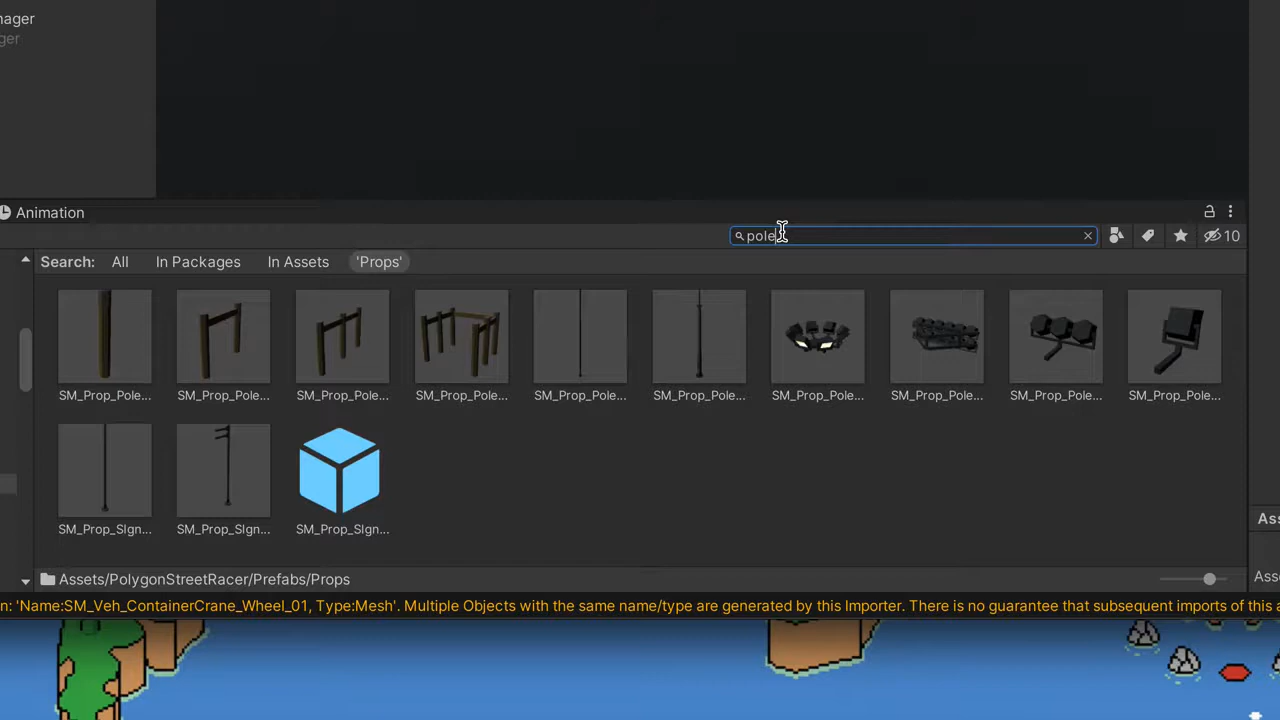 nager
ger
Animation
pole
10
Search: All In Packages In Assets 'Props'
SM_Prop_Pole... SM_Prop_Pole... SM_Prop_Pole... SM_Prop_Pole... SM_Prop_Pole... SM_Prop_Pole... SM_Prop_Pole... SM_Prop_Pole... SM_Prop_Pole... SM_Prop_Pole...
SM_Prop_SIgn... SM_Prop_SIgn... SM_Prop_SIgn...
Ass
Assets/PolygonStreetRacer/Prefabs/Props
Asse
n: 'Name:SM_Veh_ContainerCrane_Wheel_01, Type:Mesh'. Multiple Objects with the same name/type are generated by this Importer. There is no guarantee that subsequent imports of this a